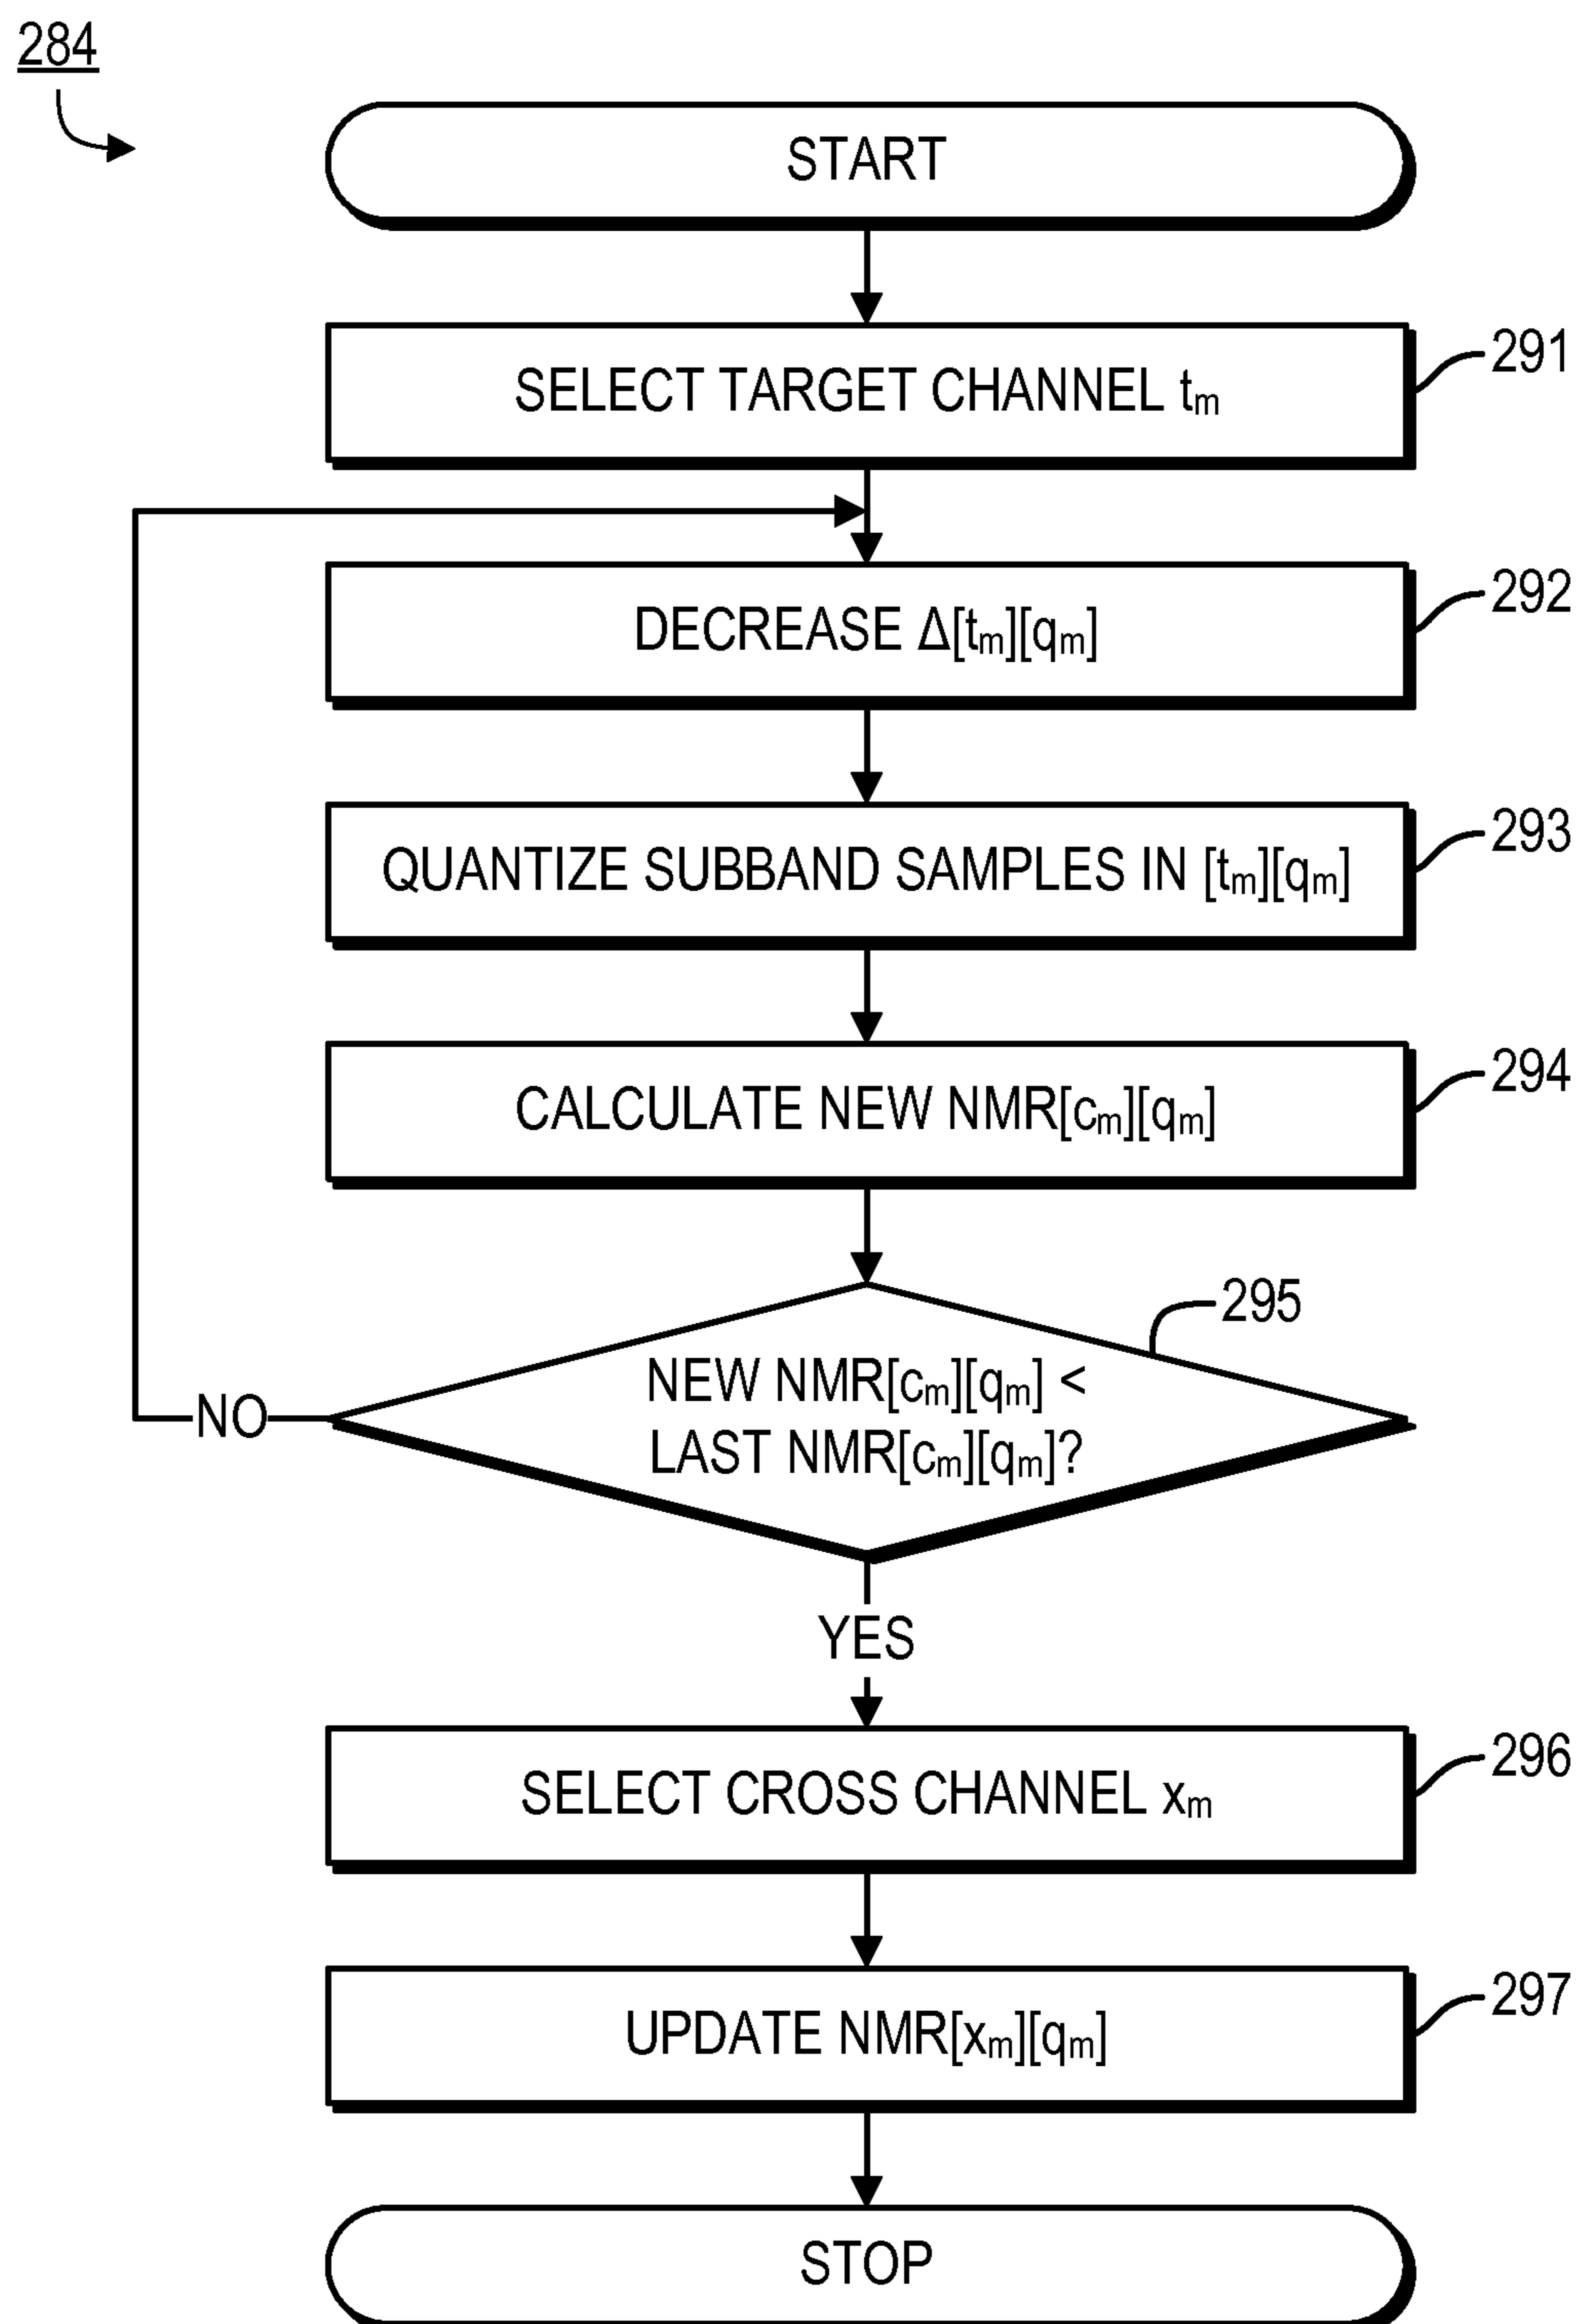 284
START
SELECT TARGET CHANNEL tm
291
DECREASE Δ[tm][qm]
292
QUANTIZE SUBBAND SAMPLES IN [tm][qm]
293
CALCULATE NEW NMR[cm][qm]
294
295
NEW NMR[cm][qm] <
LAST NMR[cm][qm]?
NO
YES
SELECT CROSS CHANNEL xm
296
UPDATE NMR[xm][qm]
297
STOP